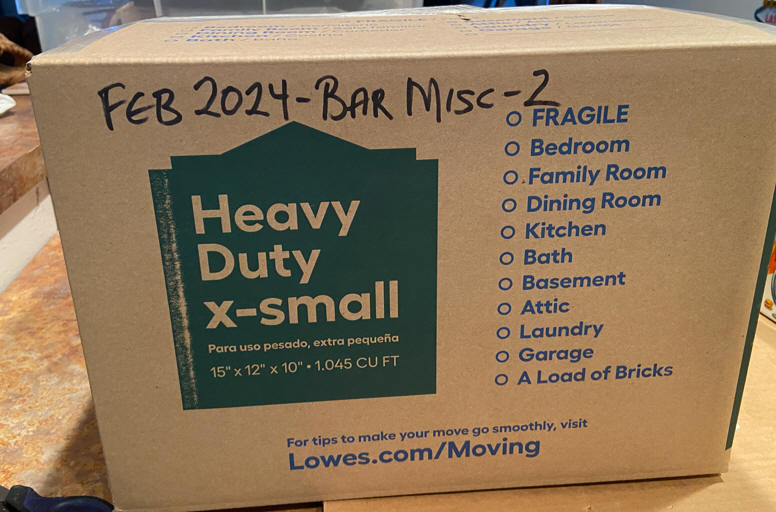 FEB 2024-BAR MISC-2
Heavy
Duty
x-small
Para uso pesado, extra pequeña
15" x 12" x 10" • 1.045 CU FT
FRAGILE
Bedroom
Family Room
Dining Room
Kitchen
Bath
Basement
Attic
Laundry
Garage
A Load of Bricks
For tips to make your move go smoothly, visit
Lowes.com/Moving